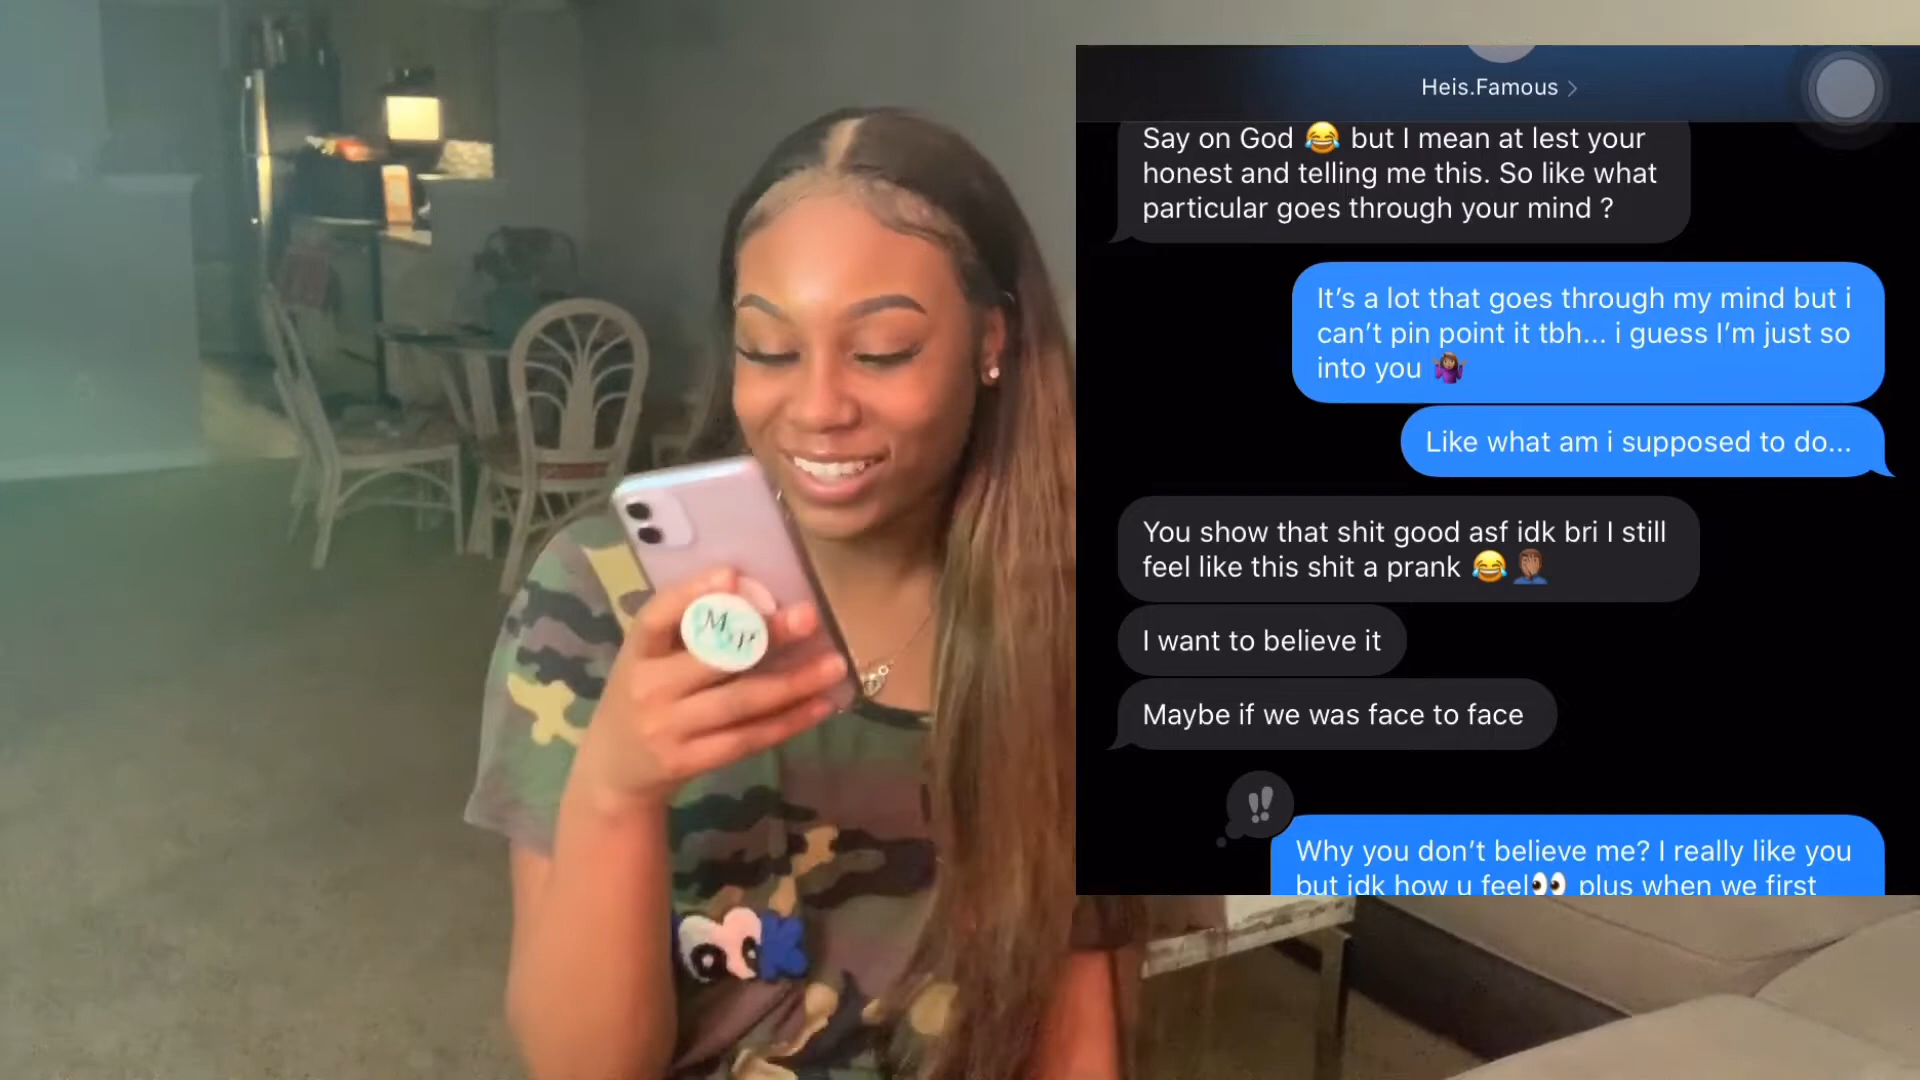 Heis.Famous
Say on God 😂 but I mean at lest your
honest and telling me this. So like what
particular goes through your mind ?
It’s a lot that goes through my mind but i
can’t pin point it tbh... i guess I’m just so
into you 🤷🏾‍♀️
Like what am i supposed to do...
You show that shit good asf idk bri I still
feel like this shit a prank 😂🤦🏾‍♂️
I want to believe it
Maybe if we was face to face
Why you don’t believe me? I really like you
but idk how u feel👀 plus when we first